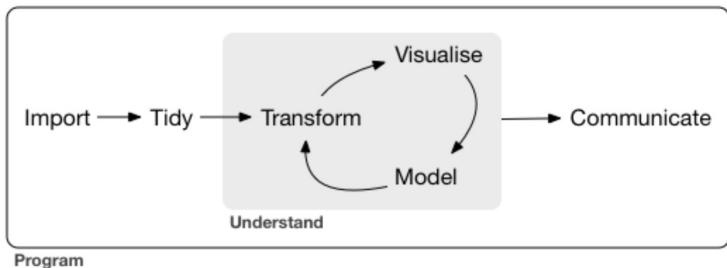 Visualise
Import Tidy Transform Communicate
Model
Understand
Program